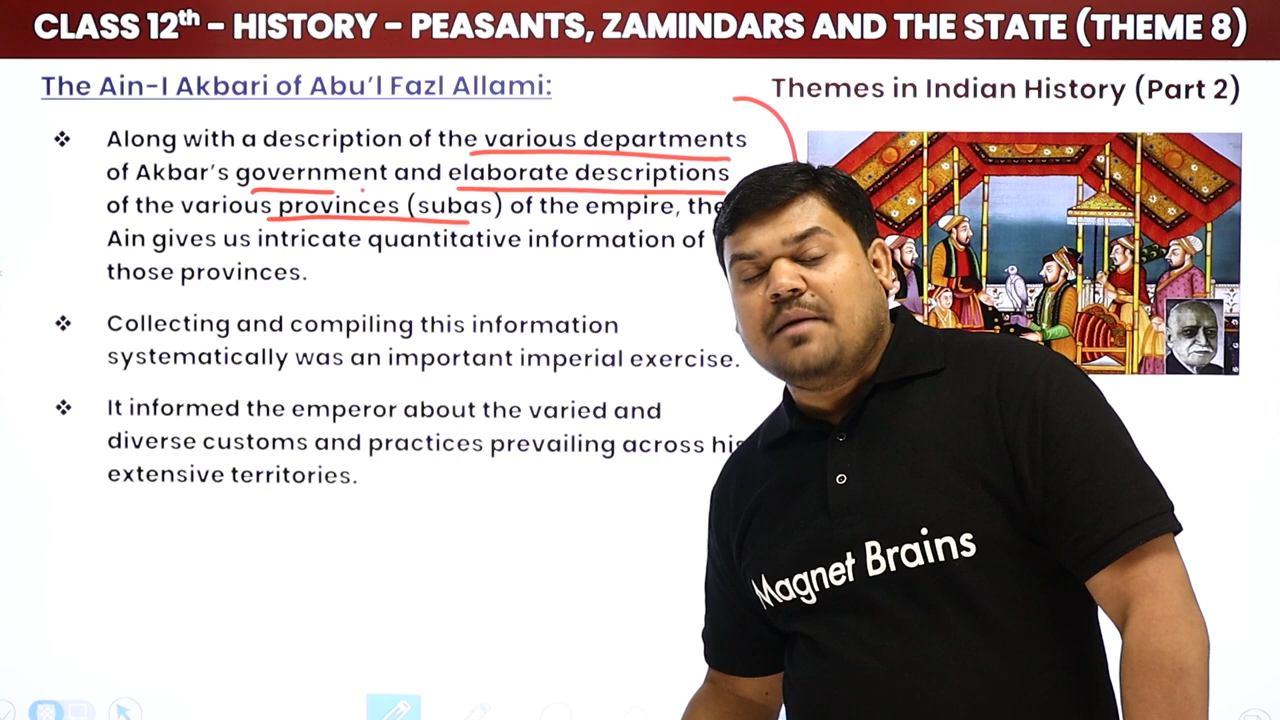 CLASS 12th – HISTORY – PEASANTS, ZAMINDARS AND THE STATE (THEME 8)
The Ain-I Akbari of Abu'l Fazl Allami:
Themes in Indian History (Part 2)
❖ Along with a description of the various departments
of Akbar's government and elaborate descriptions
of the various provinces (subas) of the empire, the
Ain gives us intricate quantitative information of
those provinces.
❖ Collecting and compiling this information
systematically was an important imperial exercise.
❖ It informed the emperor about the varied and
diverse customs and practices prevailing across his
extensive territories.
Magnet Brains